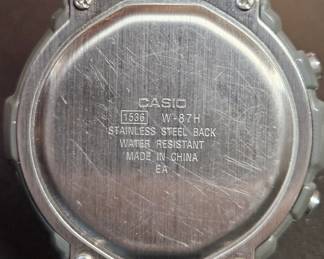 CASIO
1536 W-87H
STAINLESS STEEL BACK
WATER RESISTANT
MADE IN CHINA
EA